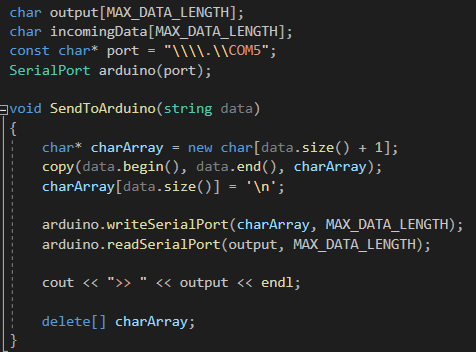 char output[MAX_DATA_LENGTH];
char incomingData[MAX_DATA_LENGTH];
const char* port = "\\\\.\\COM5";
SerialPort arduino(port);

void SendToArduino(string data)
{
    char* charArray = new char[data.size() + 1];
    copy(data.begin(), data.end(), charArray);
    charArray[data.size()] = '\n';

    arduino.writeSerialPort(charArray, MAX_DATA_LENGTH);
    arduino.readSerialPort(output, MAX_DATA_LENGTH);

    cout << ">> " << output << endl;

    delete[] charArray;
}